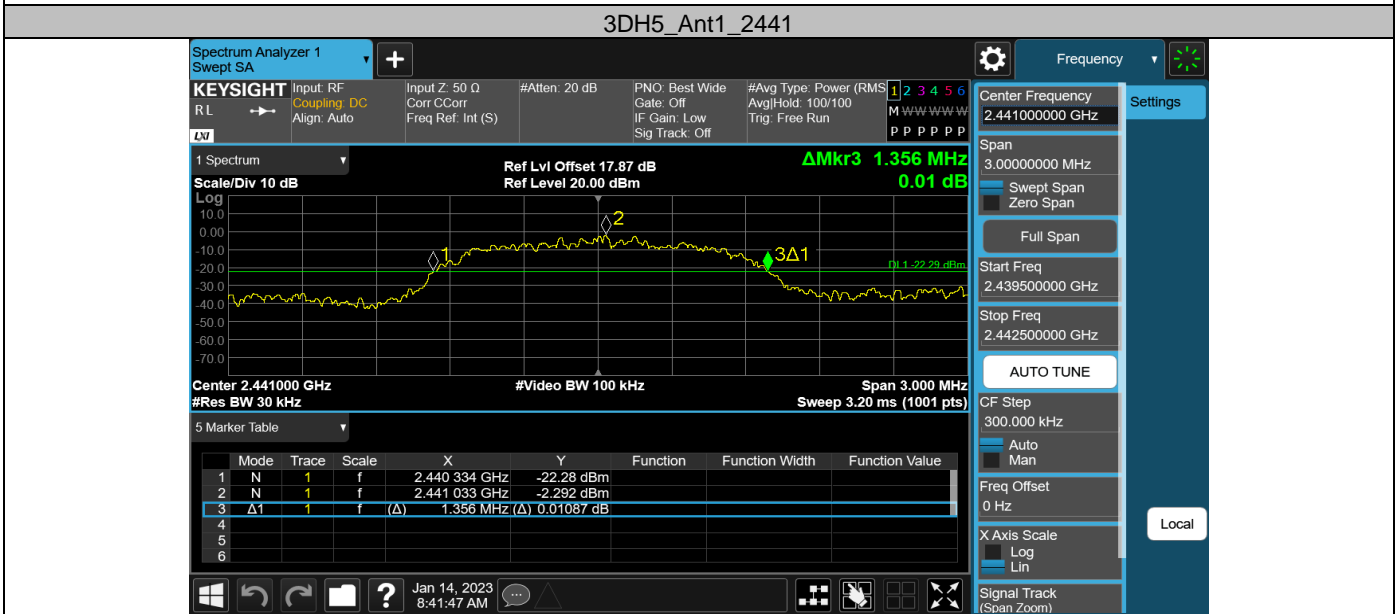 3DH5_Ant1_2441
Spectrum Analyzer 1
Swept SA
+
Frequency
KEYSIGHT
RL
LXI
Input: RF
Coupling: DC
Align: Auto
Input Z: 50 Ω
Corr CCorr
Freq Ref: Int (S)
#Atten: 20 dB
PNO: Best Wide
Gate: Off
IF Gain: Low
Sig Track: Off
#Avg Type: Power (RMS
Avg|Hold: 100/100
Trig: Free Run
1 2 3 4 5 6
M W W W W W
P P P P P P
1 Spectrum
Scale/Div 10 dB
Ref Lvl Offset 17.87 dB
Ref Level 20.00 dBm
ΔMkr3 1.356 MHz
0.01 dB
Log
10.0
0.00
-10.0
-20.0
-30.0
-40.0
-50.0
-60.0
-70.0
1
2
3Δ1
DL1 -22.29 dBm
Center 2.441000 GHz
#Video BW 100 kHz
Span 3.000 MHz
#Res BW 30 kHz
Sweep 3.20 ms (1001 pts)
5 Marker Table
Mode Trace Scale X Y Function Function Width Function Value
1 N 1 f 2.440 334 GHz -22.28 dBm
2 N 1 f 2.441 033 GHz -2.292 dBm
3 Δ1 1 f (Δ) 1.356 MHz (Δ) 0.01087 dB
4
5
6
?
Jan 14, 2023
8:41:47 AM
Center Frequency
2.441000000 GHz
Settings
Span
3.00000000 MHz
Swept Span
Zero Span
Full Span
Start Freq
2.439500000 GHz
Stop Freq
2.442500000 GHz
AUTO TUNE
CF Step
300.000 kHz
Auto
Man
Freq Offset
0 Hz
Local
X Axis Scale
Log
Lin
Signal Track
(Span Zoom)